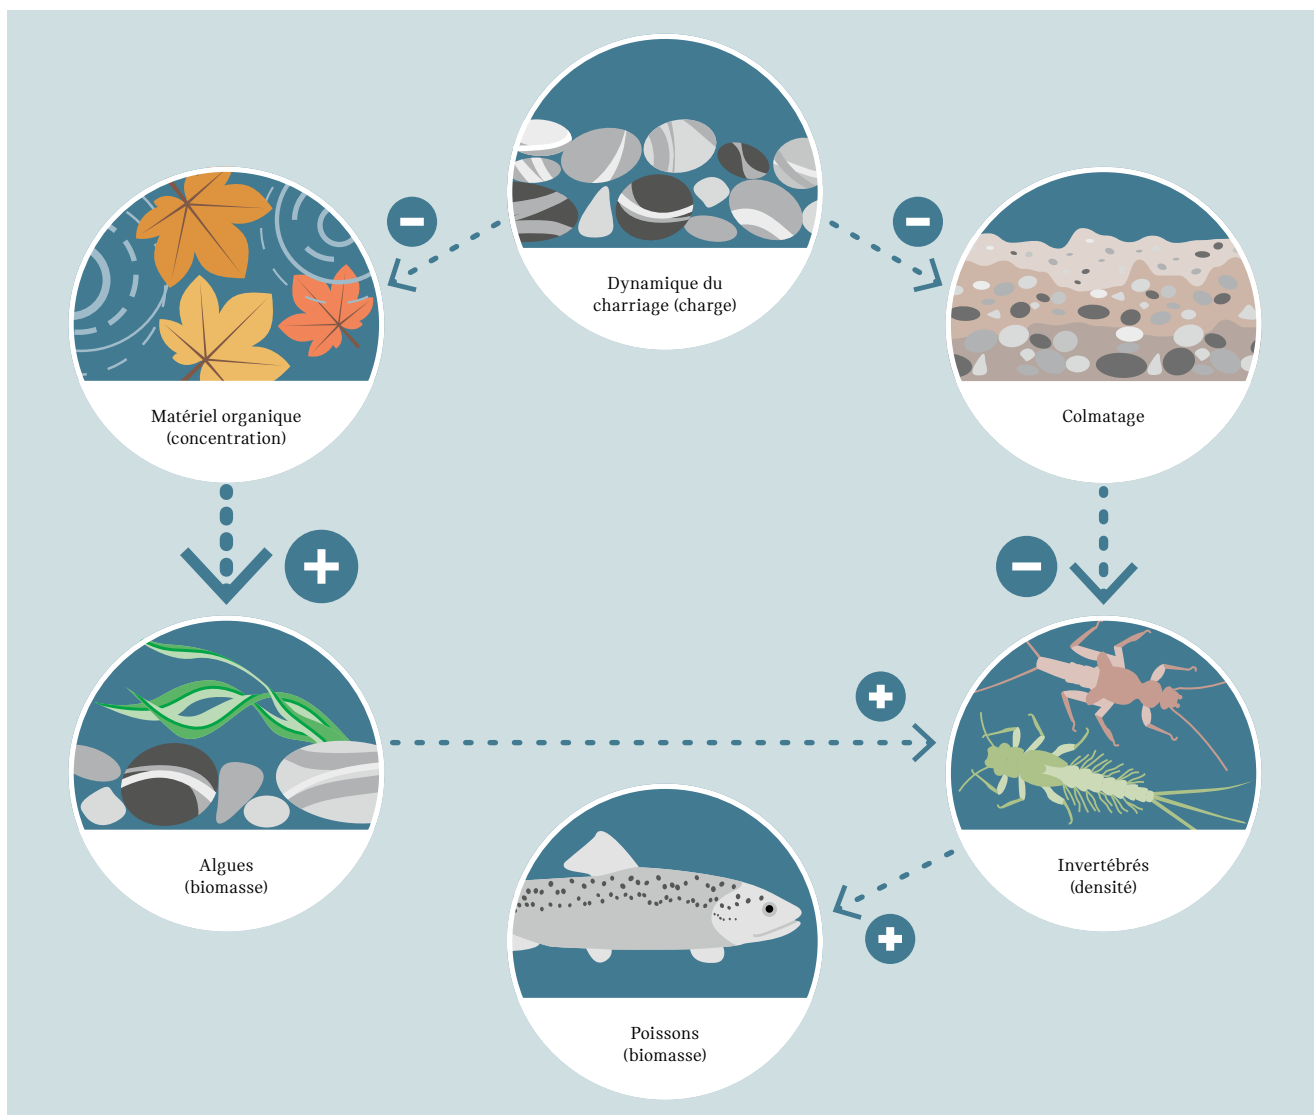 Dynamique du
charriage (charge)
Matériel organique
(concentration)
Colmatage
Algues
(biomasse)
Invertébrés
(densité)
Poissons
(biomasse)